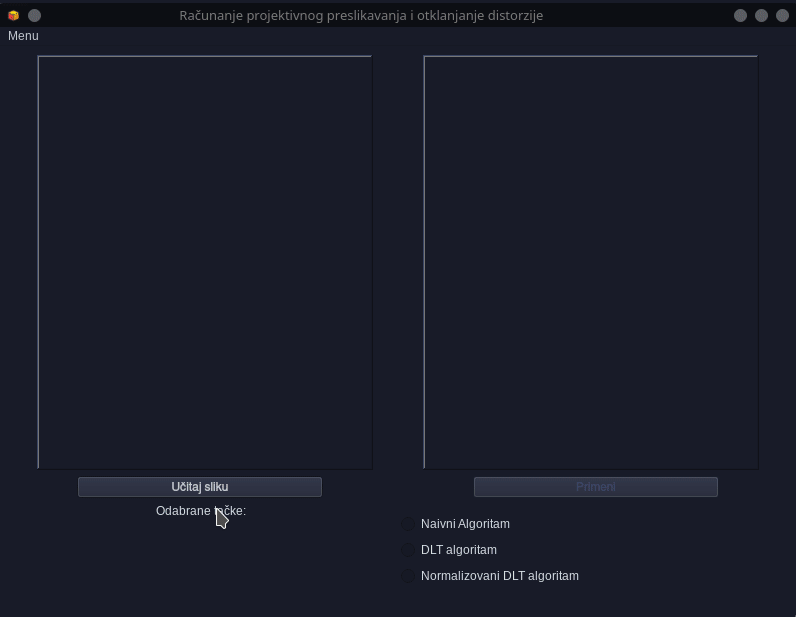 Računanje projektivnog preslikavanja i otklanjanje distorzije
Menu
Učitaj sliku
Primeni
Odabrane tačke:
Naivni Algoritam
DLT algoritam
Normalizovani DLT algoritam